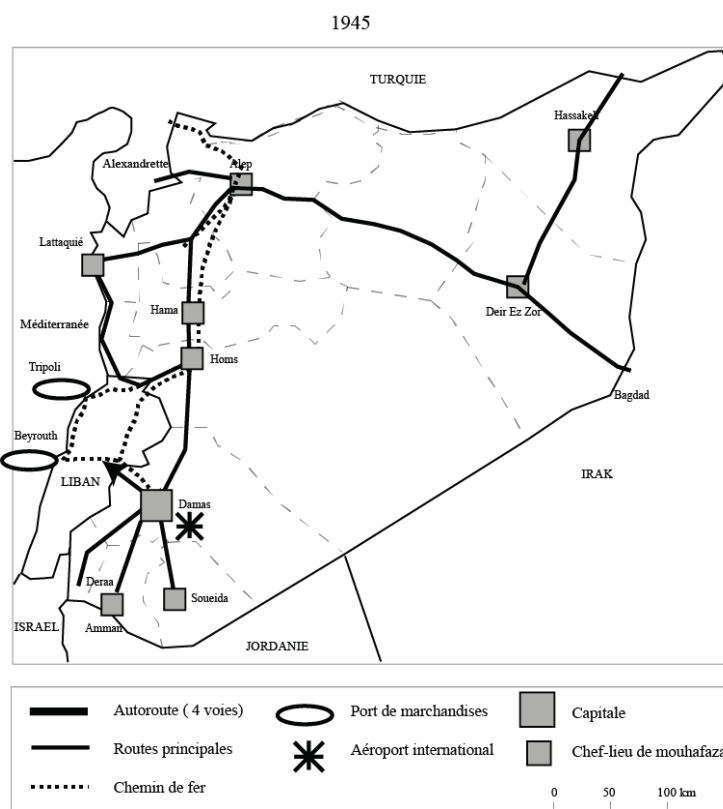 1945
TURQUIE
Hassakeh
Alexandrette
Alep
Lattaquié
Deir Ez Zor
Hama
Méditerranée
Tripoli
Homs
Bagdad
Beyrouth
IRAK
LIBAN
Damas
Deraa
Soueida
ISRAEL
Amman
JORDANIE
Autoroute ( 4 voies)
Port de marchandises
Capitale
Routes principales
Aéroport international
Chef-lieu de mouhafaza
Chemin de fer
0 50 100 km